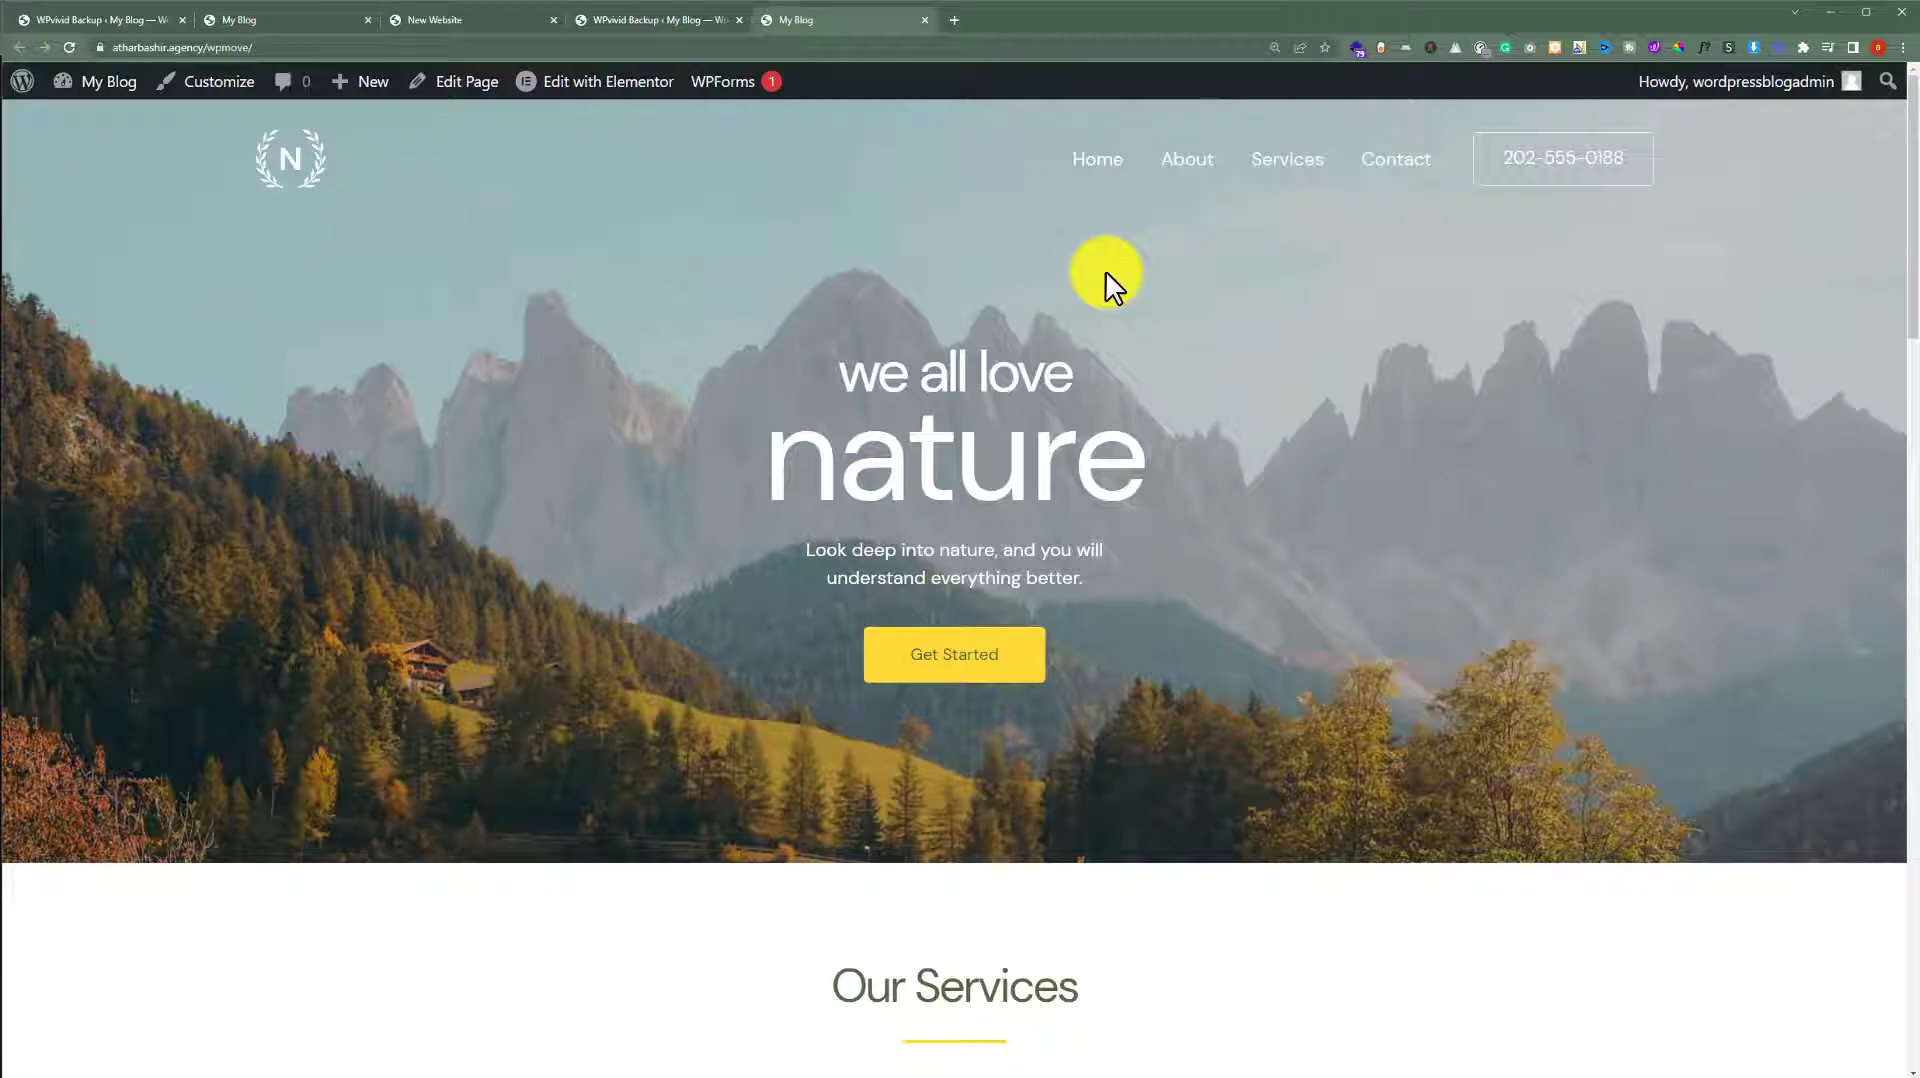 WPvivid Backup ‹ My Blog — W
My Blog
New Website
WPvivid Backup ‹ My Blog — Wo
My Blog
atharbashir.agency/wpmove/
79
My Blog
Customize
0
New
Edit Page
Edit with Elementor
WPForms
1
Howdy, wordpressblogadmin
N
Home
About
Services
Contact
202-555-0188
we all love
nature
Look deep into nature, and you will
understand everything better.
Get Started
Our Services